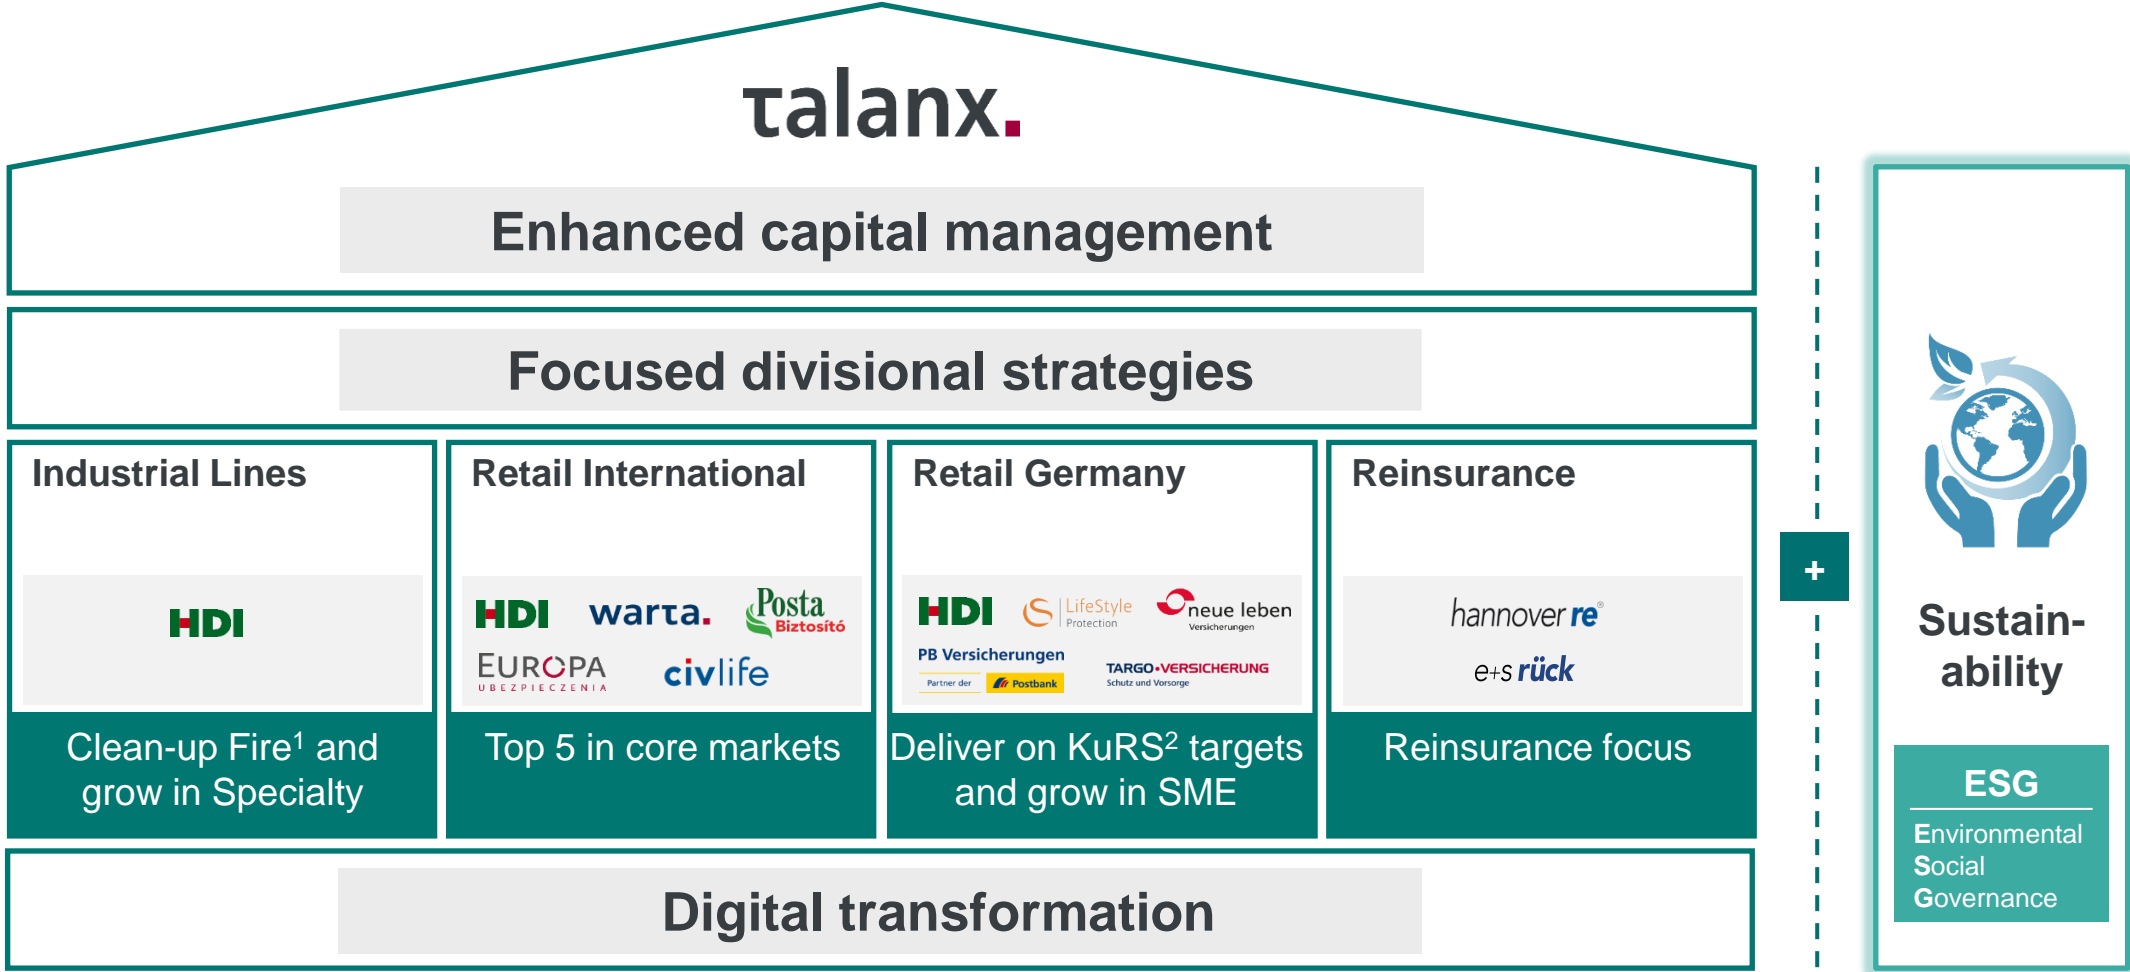 talanx.
Enhanced capital management
Focused divisional strategies
Industrial Lines
HDI
Clean-up Fire¹ and
grow in Specialty
Retail International
HDI
warta.
Posta
Biztosító
EUROPA
UBEZPIECZENIA
civlife
Top 5 in core markets
Retail Germany
HDI
LifeStyle
Protection
neue leben
Versicherungen
PB Versicherungen
Partner der
Postbank
TARGO•VERSICHERUNG
Schutz und Vorsorge
Deliver on KuRS² targets
and grow in SME
Reinsurance
hannover re®
e+s rück
Reinsurance focus
Digital transformation
+
Sustain-
ability
ESG
Environmental
Social
Governance